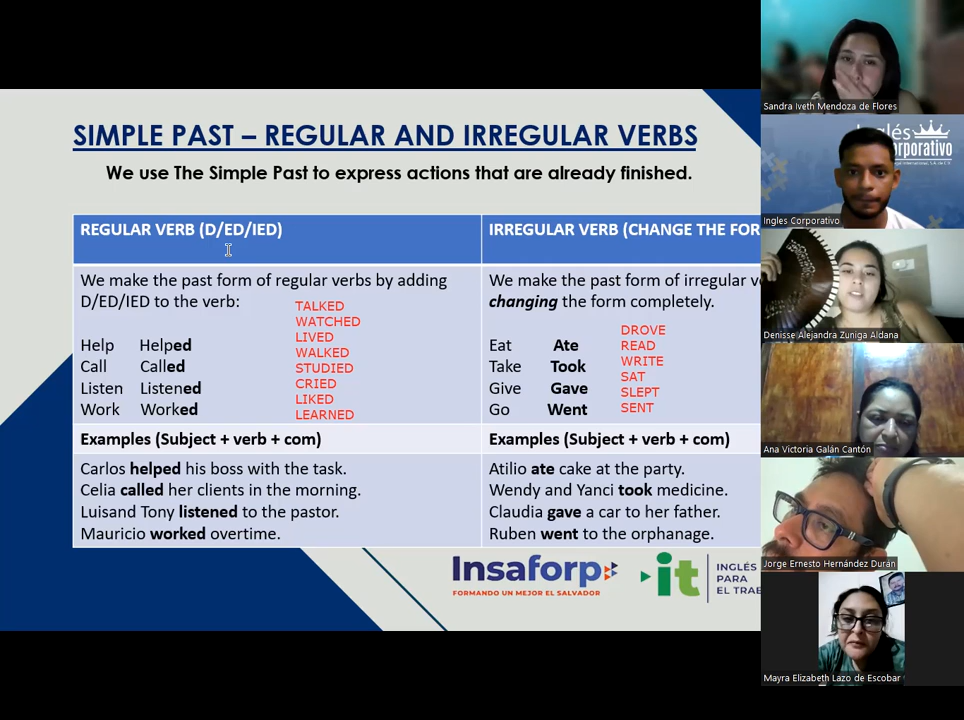 SIMPLE PAST – REGULAR AND IRREGULAR VERBS
We use The Simple Past to express actions that are already finished.
REGULAR VERB (D/ED/IED)
We make the past form of regular verbs by adding
D/ED/IED to the verb:
Help Helped
Call Called
Listen Listened
Work Worked
TALKED
WATCHED
LIVED
WALKED
STUDIED
CRIED
LIKED
LEARNED
IRREGULAR VERB (CHANGE THE FOR
We make the past form of irregular v
changing the form completely.
Eat Ate
Take Took
Give Gave
Go Went
DROVE
READ
WRITE
SAT
SLEPT
SENT
Examples (Subject + verb + com)
Carlos helped his boss with the task.
Celia called her clients in the morning.
Luisand Tony listened to the pastor.
Mauricio worked overtime.
Examples (Subject + verb + com)
Atilio ate cake at the party.
Wendy and Yanci took medicine.
Claudia gave a car to her father.
Ruben went to the orphanage.
Insaforp
FORMANDO UN MEJOR EL SALVADOR
it
INGLÉS
PARA
EL TRA
Sandra Iveth Mendoza de Flores
Inglés
orporativo
Ingles Corporativo
Denisse Alejandra Zuniga Aldana
Ana Victoria Galán Cantón
Jorge Ernesto Hernández Durán
Mayra Elizabeth Lazo de Escobar